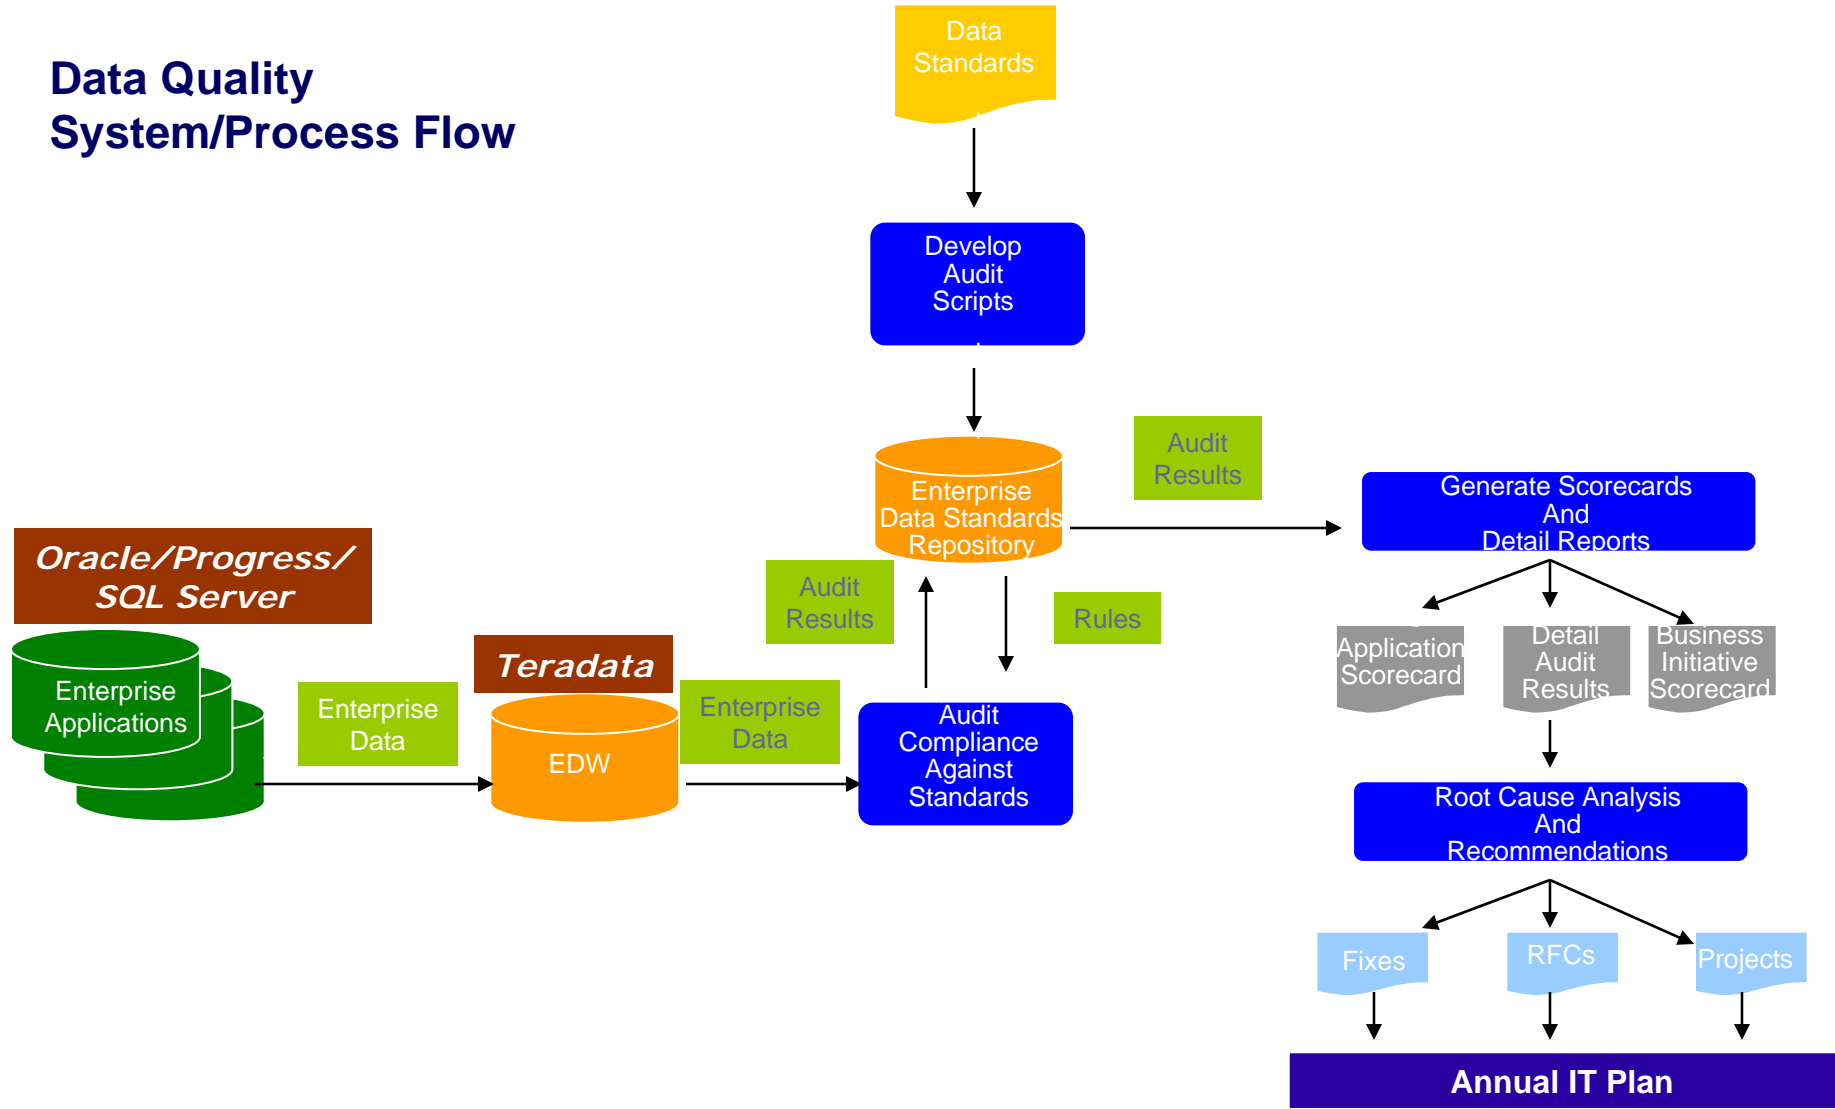 Data Quality
System/Process Flow
Data
Standards
Develop
Audit
Scripts
Enterprise
Data Standards
Repository
Audit
Results
Generate Scorecards
And
Detail Reports
Oracle/Progress/
SQL Server
Enterprise
Applications
Enterprise
Data
Teradata
EDW
Enterprise
Data
Audit
Results
Rules
Audit
Compliance
Against
Standards
Application
Scorecard
Detail
Audit
Results
Business
Initiative
Scorecard
Root Cause Analysis
And
Recommendations
Fixes
RFCs
Projects
Annual IT Plan